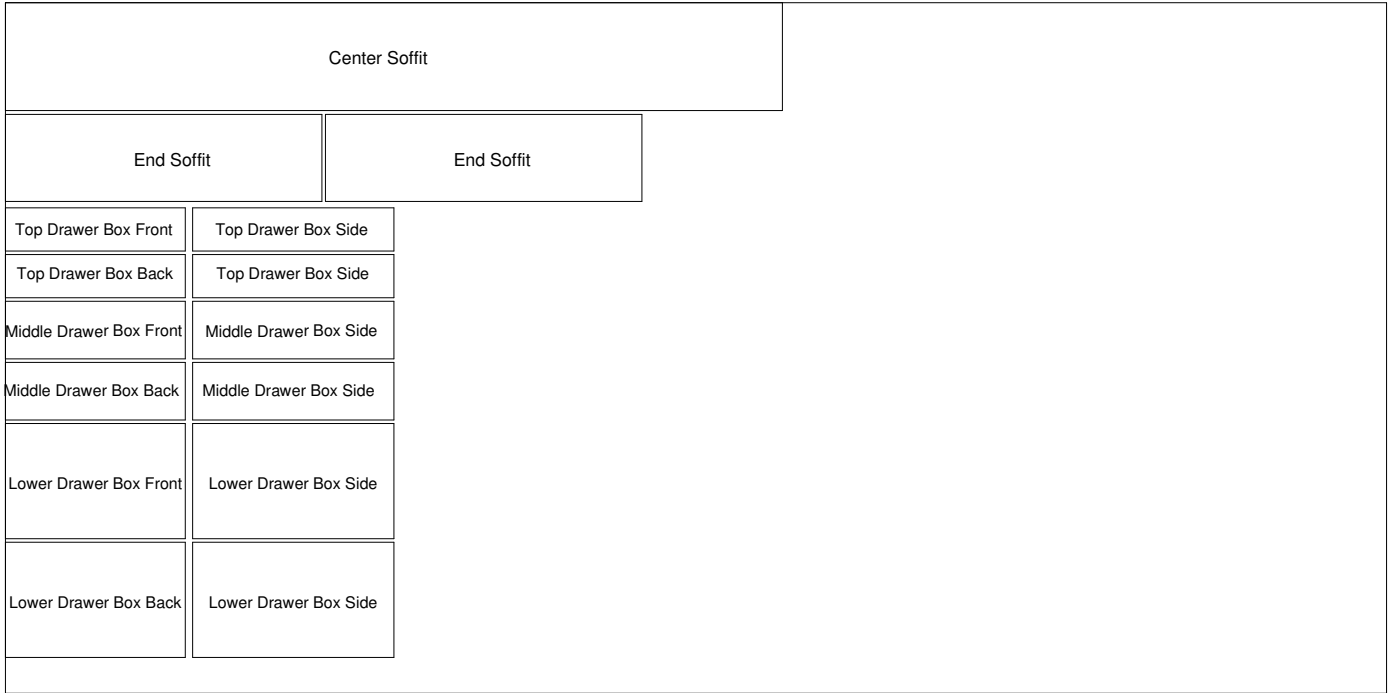 Center Soffit
End Soffit
End Soffit
Top Drawer Box Front
Top Drawer Box Side
Top Drawer Box Back
Top Drawer Box Side
Middle Drawer Box Front
Middle Drawer Box Side
Middle Drawer Box Back
Middle Drawer Box Side
Lower Drawer Box Front
Lower Drawer Box Side
Lower Drawer Box Back
Lower Drawer Box Side